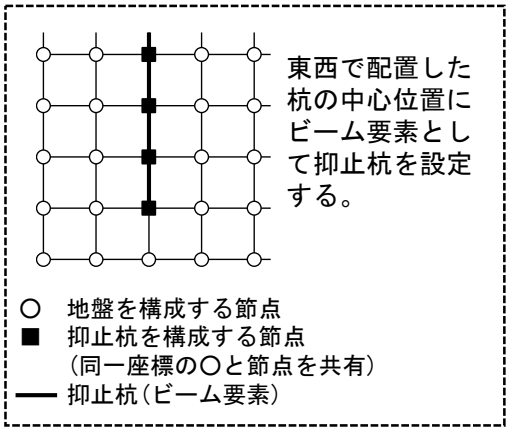 東西で配置した
杭の中心位置に
ビーム要素とし
て抑止杭を設定
する。
○ 地盤を構成する節点
■ 抑止杭を構成する節点
(同一座標の○と節点を共有)
━ 抑止杭(ビーム要素)